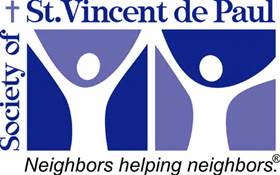 Society of
St. Vincent de Paul
Neighbors helping neighbors.®